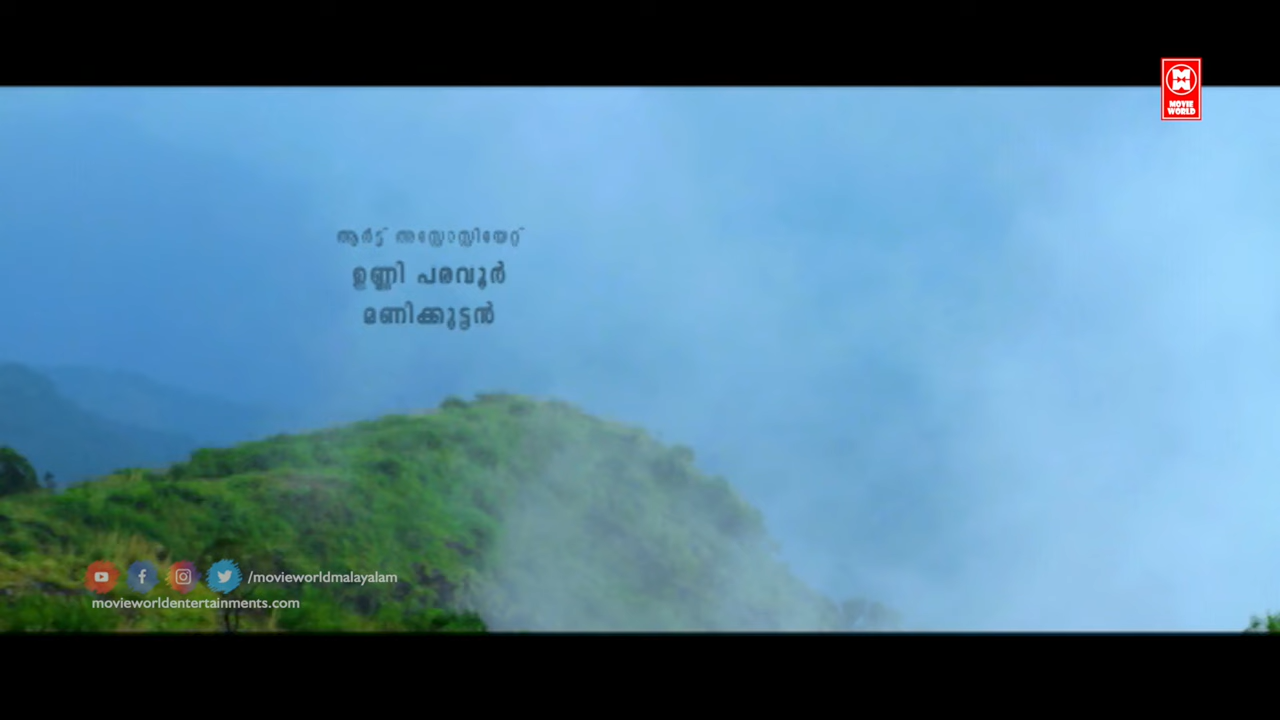 MOVIE
WORLD
ആർട്ട് അസ്സോസ്സിയേറ്റ്
ഉണ്ണി പരവൂർ
മണിക്കുട്ടൻ
/movieworldmalayalam
movieworldentertainments.com